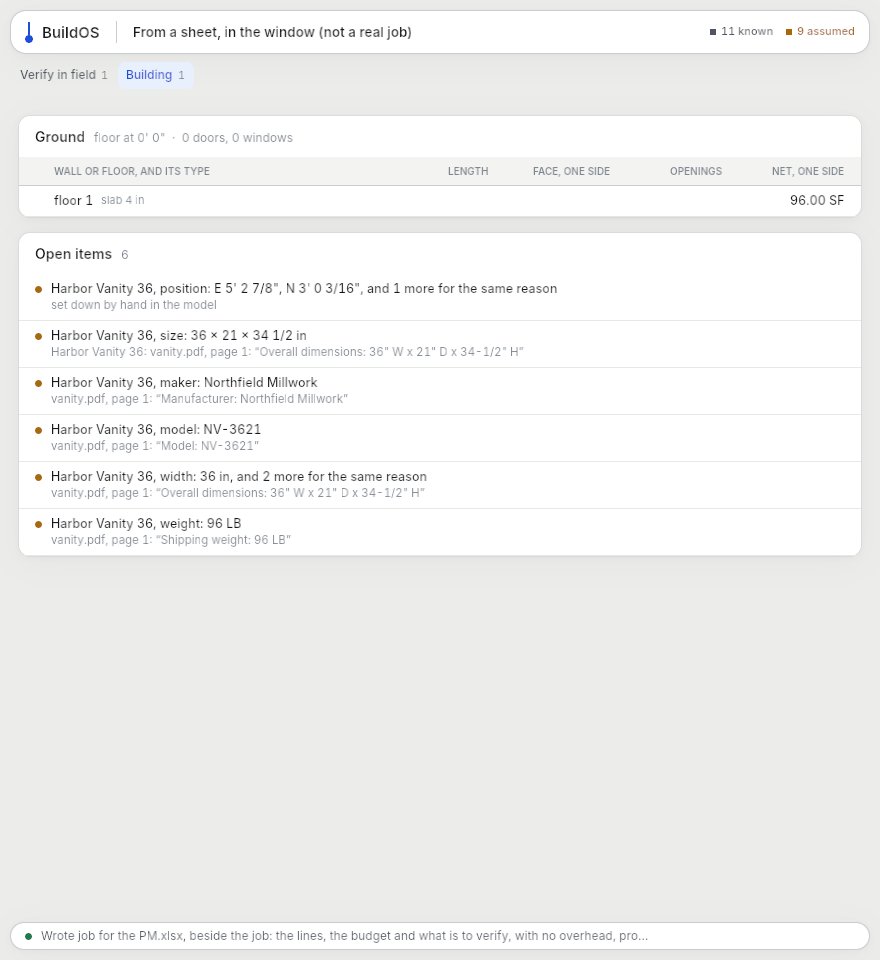 BuildOS
From a sheet, in the window (not a real job)
11 known
9 assumed
Verify in field 1
Building 1
Ground floor at 0' 0" · 0 doors, 0 windows
WALL OR FLOOR, AND ITS TYPE LENGTH FACE, ONE SIDE OPENINGS NET, ONE SIDE
floor 1 slab 4 in 96.00 SF
Open items 6
Harbor Vanity 36, position: E 5' 2 7/8", N 3' 0 3/16", and 1 more for the same reason
set down by hand in the model
Harbor Vanity 36, size: 36 × 21 × 34 1/2 in
Harbor Vanity 36: vanity.pdf, page 1: “Overall dimensions: 36" W x 21" D x 34-1/2" H”
Harbor Vanity 36, maker: Northfield Millwork
vanity.pdf, page 1: “Manufacturer: Northfield Millwork”
Harbor Vanity 36, model: NV-3621
vanity.pdf, page 1: “Model: NV-3621”
Harbor Vanity 36, width: 36 in, and 2 more for the same reason
vanity.pdf, page 1: “Overall dimensions: 36" W x 21" D x 34-1/2" H”
Harbor Vanity 36, weight: 96 LB
vanity.pdf, page 1: “Shipping weight: 96 LB”
Wrote job for the PM.xlsx, beside the job: the lines, the budget and what is to verify, with no overhead, pro…